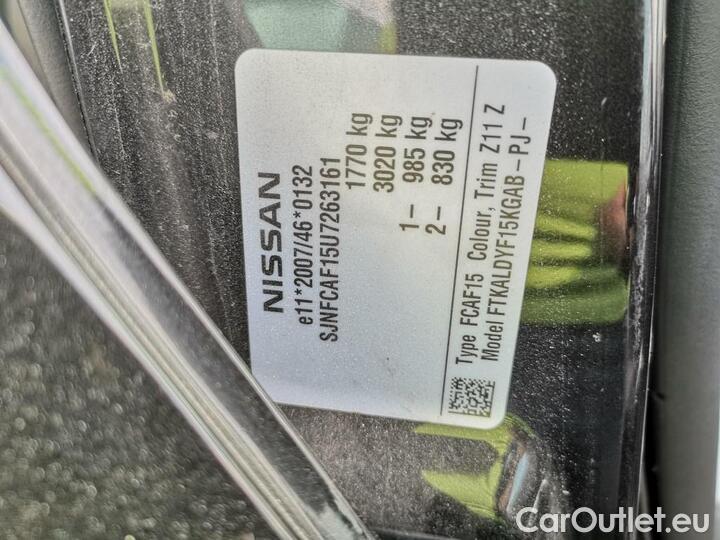 NISSAN
e11*2007/46*0132
SJNFCAF15U7263161
1770 kg
3020 kg
1– 985 kg
2– 830 kg
Type FCAF15 Colour, Trim Z11 Z
Model FTKALDYF15KGAB – PJ –
CarOutlet.eu